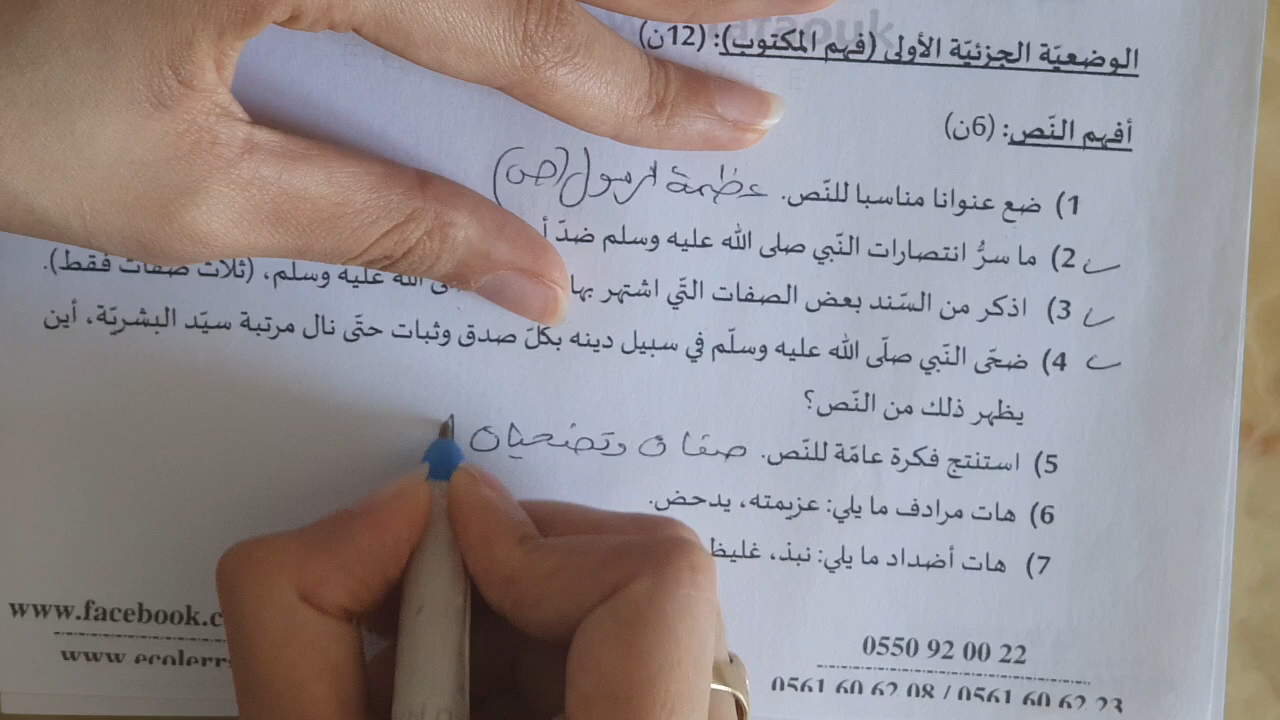 الوضعيّة الجزئيّة الأولى (فهم المكتوب): (12ن)
أفهم النّص: (6ن)
1) ضع عنوانا مناسبا للنّص. عظمة الرسول (ص)
2) ما سرُّ انتصارات النّبي صلى الله عليه وسلم ضدّ
3) اذكر من السّند بعض الصفات التّي اشتهر بها الله عليه وسلم، (ثلاث صفات فقط).
4) ضحّى النّبي صلّى الله عليه وسلّم في سبيل دينه بكلّ صدق وثبات حتّى نال مرتبة سيّد البشريّة، أين
يظهر ذلك من النّص؟
5) استنتج فكرة عامّة للنّص. صفات وتضحيات
6) هات مرادف ما يلي: عزيمته، يدحض.
7) هات أضداد ما يلي: نبذ، غليظ
www.facebook.c
0550 92 00 22
0561 60 62 08 / 0561 60 62 23